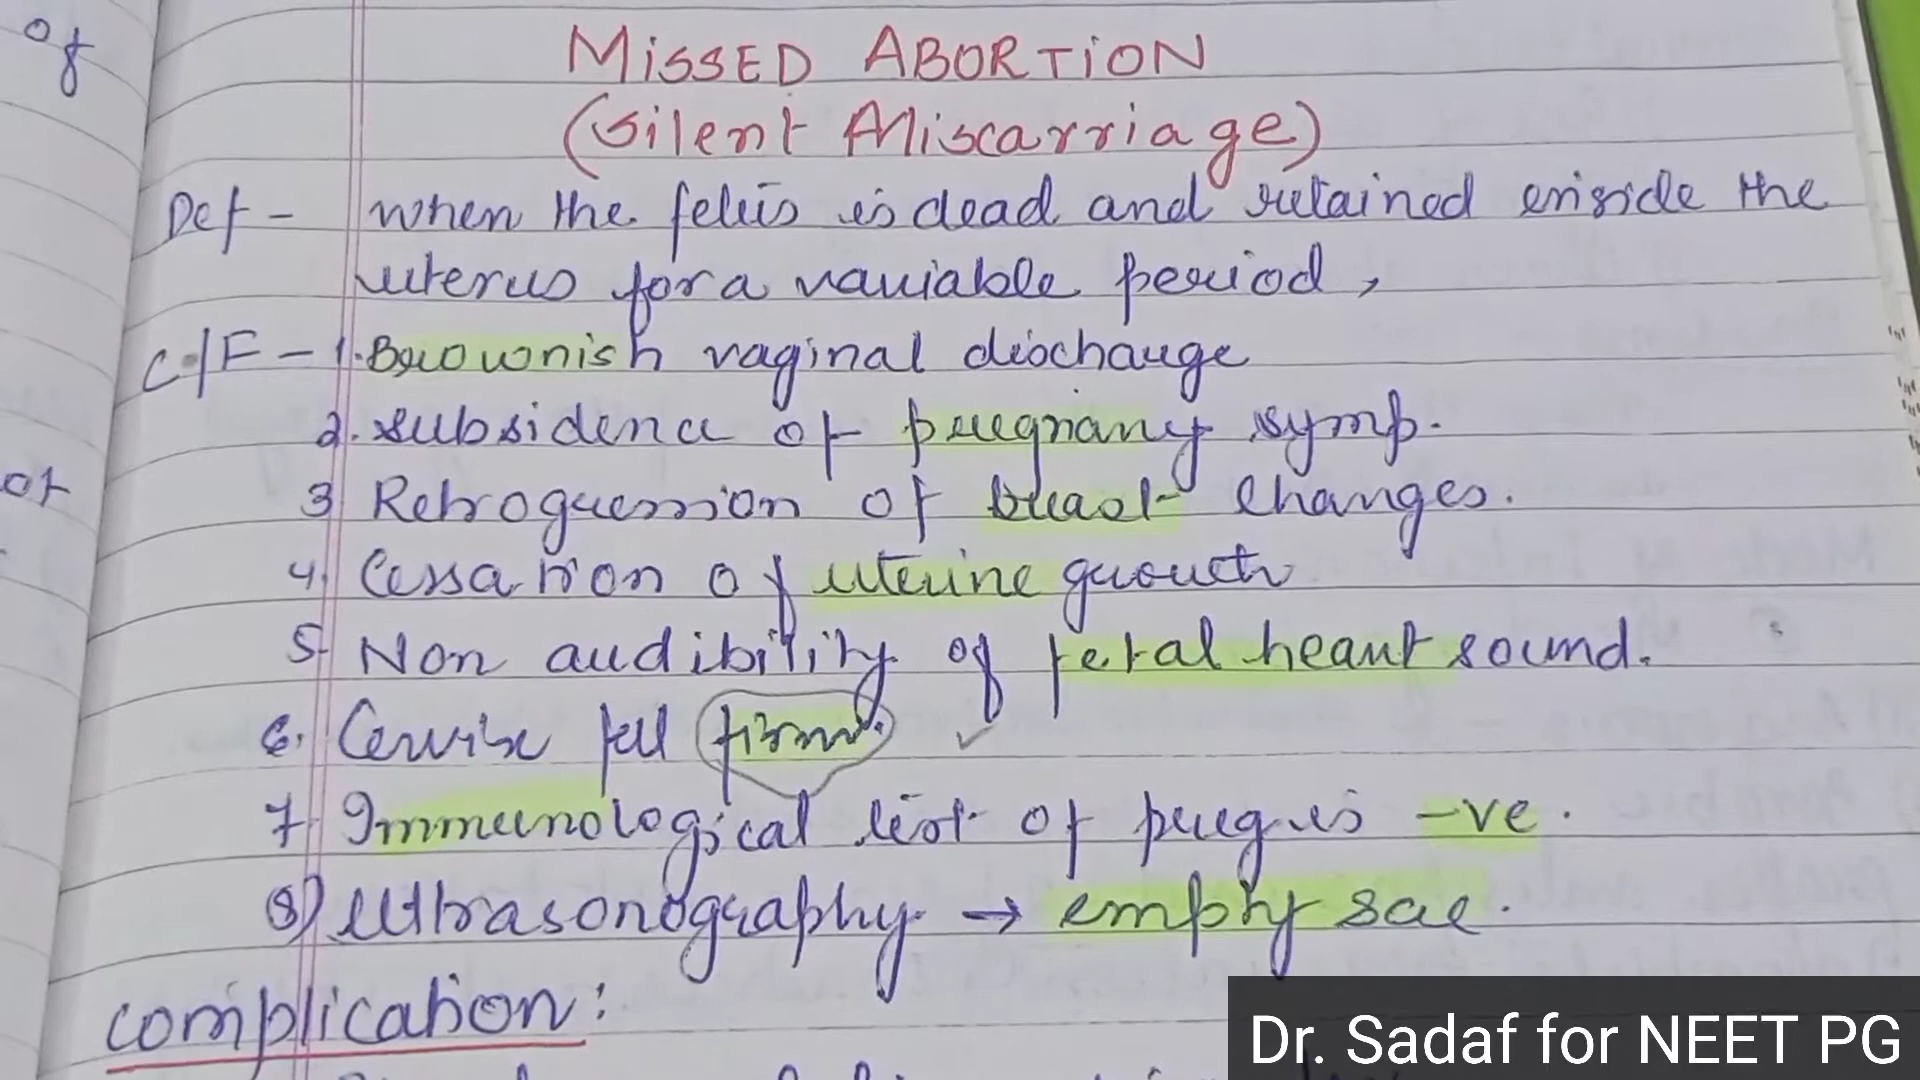 of
MiSSED ABORTiON
(Silent Miscarriage)
Def - when the fetus is dead and retained inside the
uterus for a variable period,
C/F - 1. Brownish vaginal discharge
2. subsidence of pregnancy symp.
of
3 Retrogression of breast changes.
4. Cessation of uterine growth
5. Non audibility of fetal heart sound.
6. Cervix fell firm.
7. Immunological test of preg is -ve.
8) Ultrasonography → empty sac.
complication:
Dr. Sadaf for NEET PG